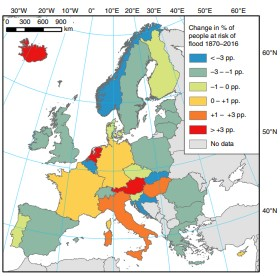 30°W 20°W 10°W 0° 10°E 20°E 30°E 40°E
0 300 600 900
km
Change in % of
people at risk of
flood 1870–2016
< −3 pp.
−3 – −1 pp.
−1 – 0 pp.
0 – +1 pp.
+1 – +3 pp.
> +3 pp.
No data
60°N
50°N
40°N